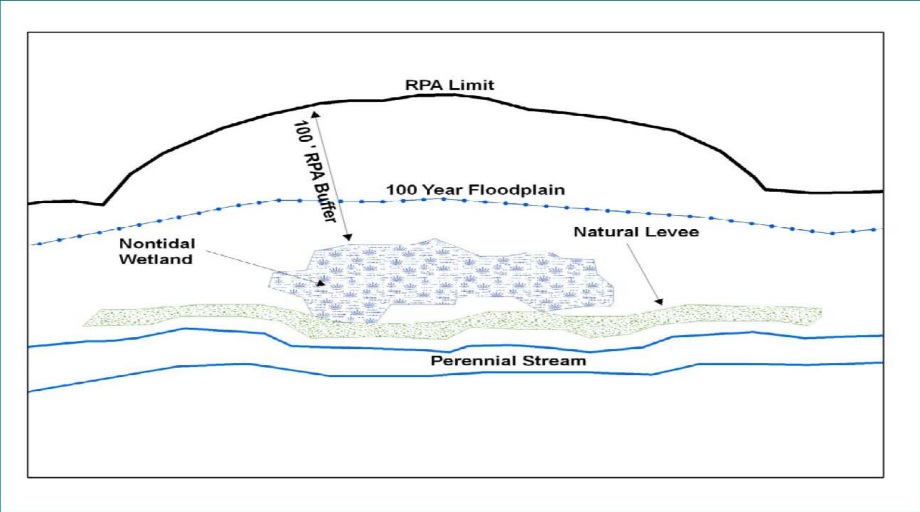 RPA Limit
100 ' RPA Buffer
100 Year Floodplain
Nontidal
Wetland
Natural Levee
Perennial Stream